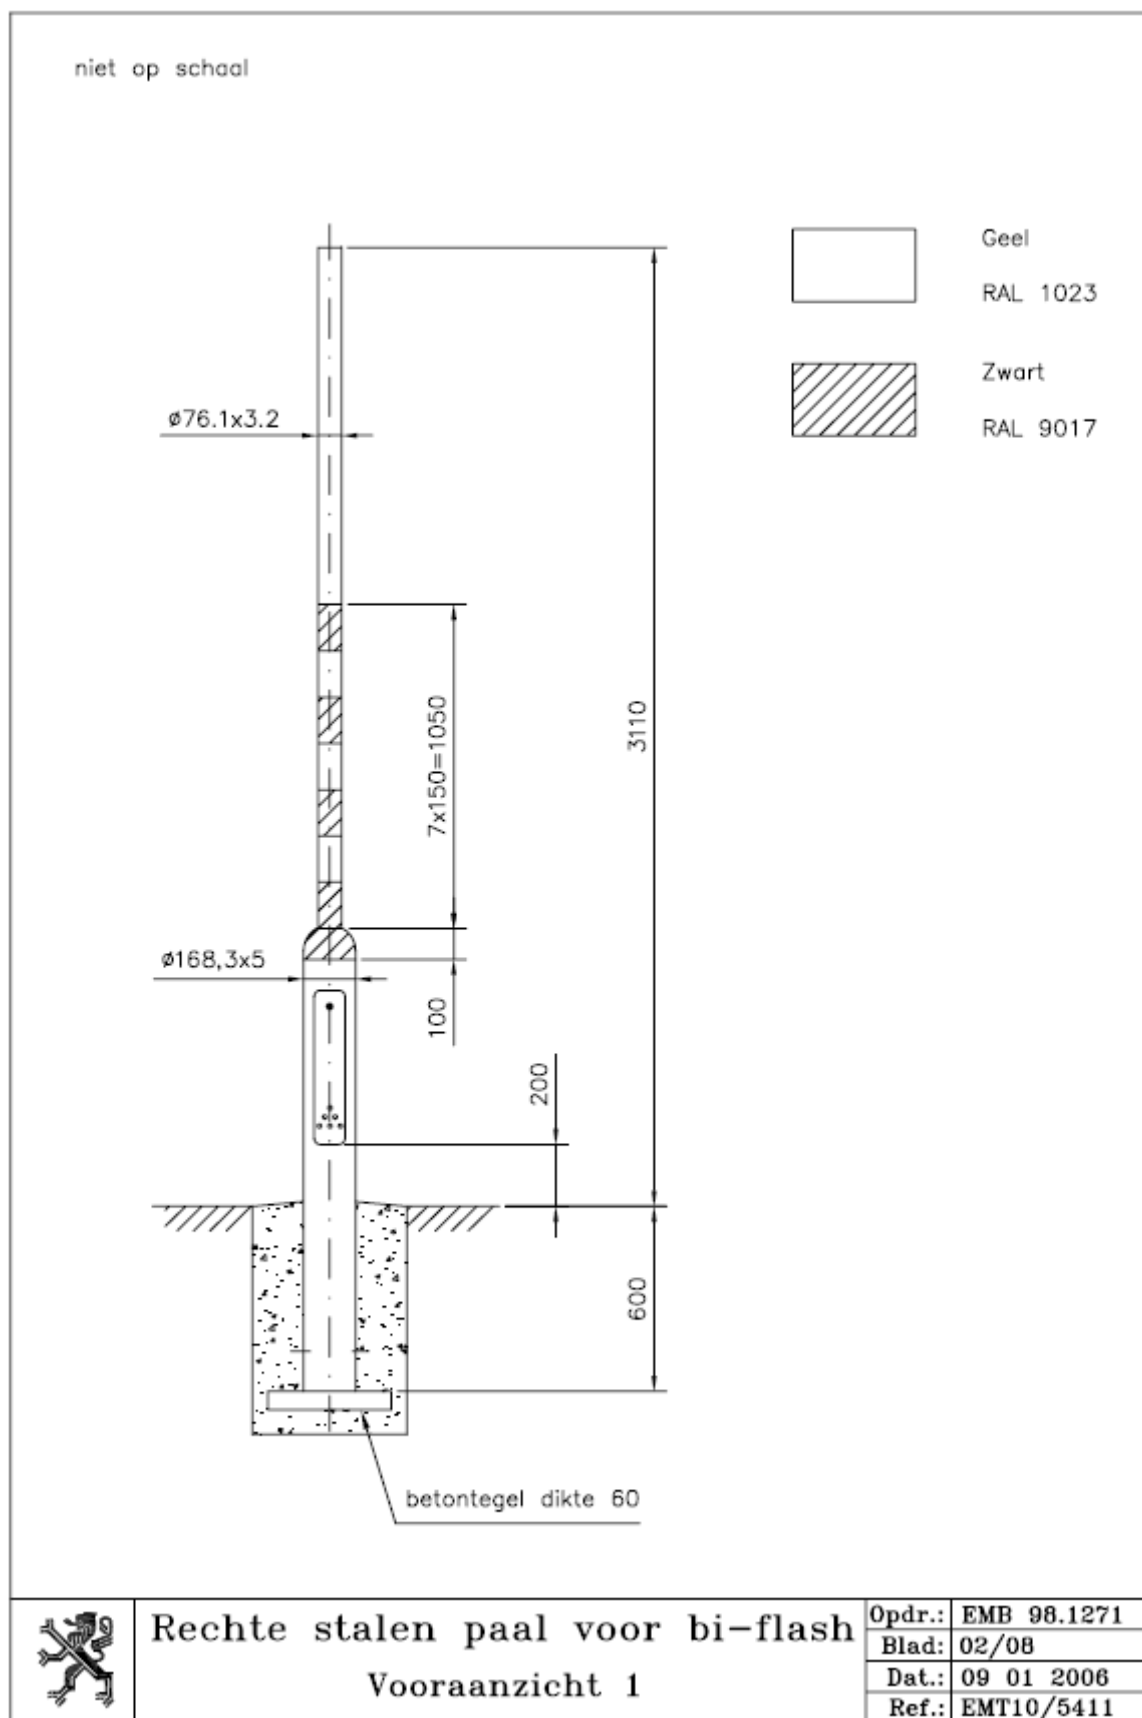 niet op schaal
Geel
RAL 1023
Zwart
RAL 9017
ø76.1x3.2
7x150=1050
3110
ø168,3x5
100
200
600
betontegel dikte 60
Rechte stalen paal voor bi-flash
Vooraanzicht 1
Opdr.: EMB 98.1271
Blad: 02/08
Dat.: 09 01 2006
Ref.: EMT10/5411